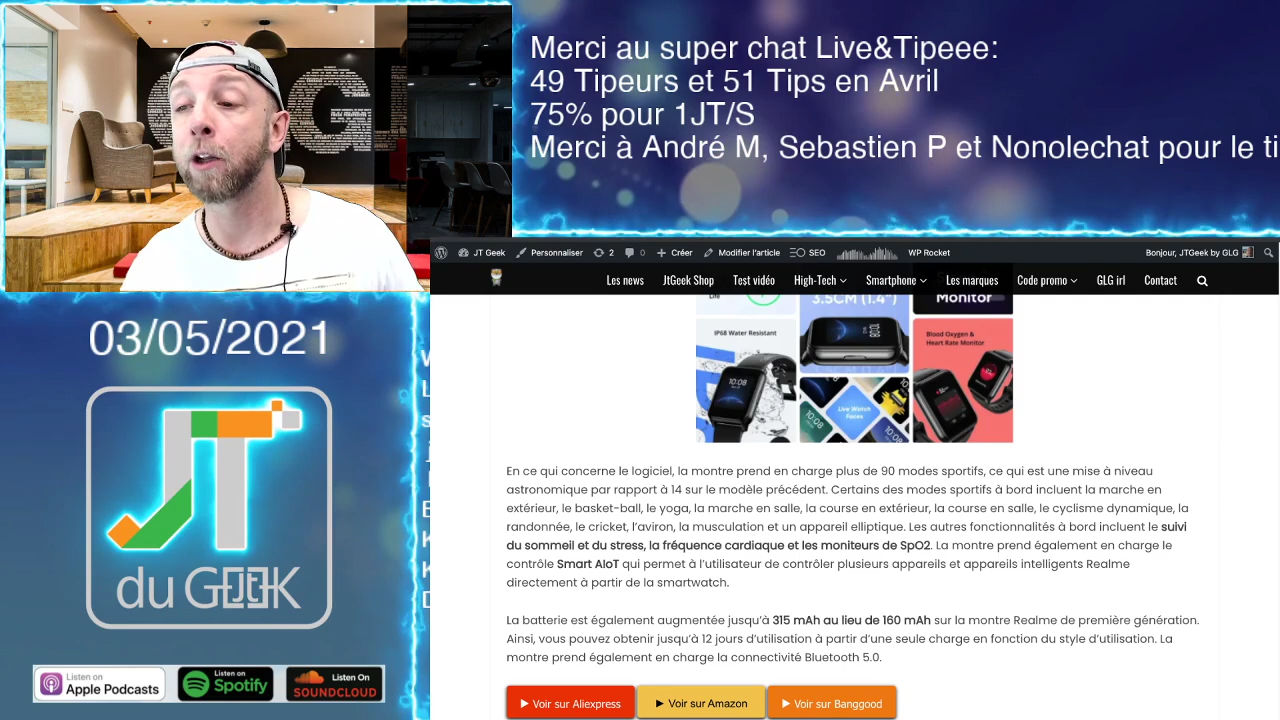 Merci au super chat Live&Tipeee:
49 Tipeurs et 51 Tips en Avril
75% pour 1JT/S
Merci à André M, Sebastien P et Nonolechat pour le ti
JT Geek
Personnaliser
2
0
Créer
Modifier l'article
SEO
WP Rocket
Bonjour, JTGeek by GLG
Les news
JtGeek Shop
Test vidéo
High-Tech
Smartphone
Les marques
Code promo
GLG irl
Contact
Life
3.5CM (1.4")
Monitor
IP68 Water Resistant
Blood Oxygen &
Heart Rate Monitor
10:08
Live Watch
Faces
03/05/2021
JT
du GEEK
JT
Listen on
Apple Podcasts
Listen on
Spotify
Listen On
SOUNDCLOUD
En ce qui concerne le logiciel, la montre prend en charge plus de 90 modes sportifs, ce qui est une mise à niveau
astronomique par rapport à 14 sur le modèle précédent. Certains des modes sportifs à bord incluent la marche en
extérieur, le basket-ball, le yoga, la marche en salle, la course en extérieur, la course en salle, le cyclisme dynamique, la
randonnée, le cricket, l'aviron, la musculation et un appareil elliptique. Les autres fonctionnalités à bord incluent le suivi
du sommeil et du stress, la fréquence cardiaque et les moniteurs de SpO2. La montre prend également en charge le
contrôle Smart AIoT qui permet à l'utilisateur de contrôler plusieurs appareils et appareils intelligents Realme
directement à partir de la smartwatch.
La batterie est également augmentée jusqu'à 315 mAh au lieu de 160 mAh sur la montre Realme de première génération.
Ainsi, vous pouvez obtenir jusqu'à 12 jours d'utilisation à partir d'une seule charge en fonction du style d'utilisation. La
montre prend également en charge la connectivité Bluetooth 5.0.
Voir sur Aliexpress
Voir sur Amazon
Voir sur Banggood